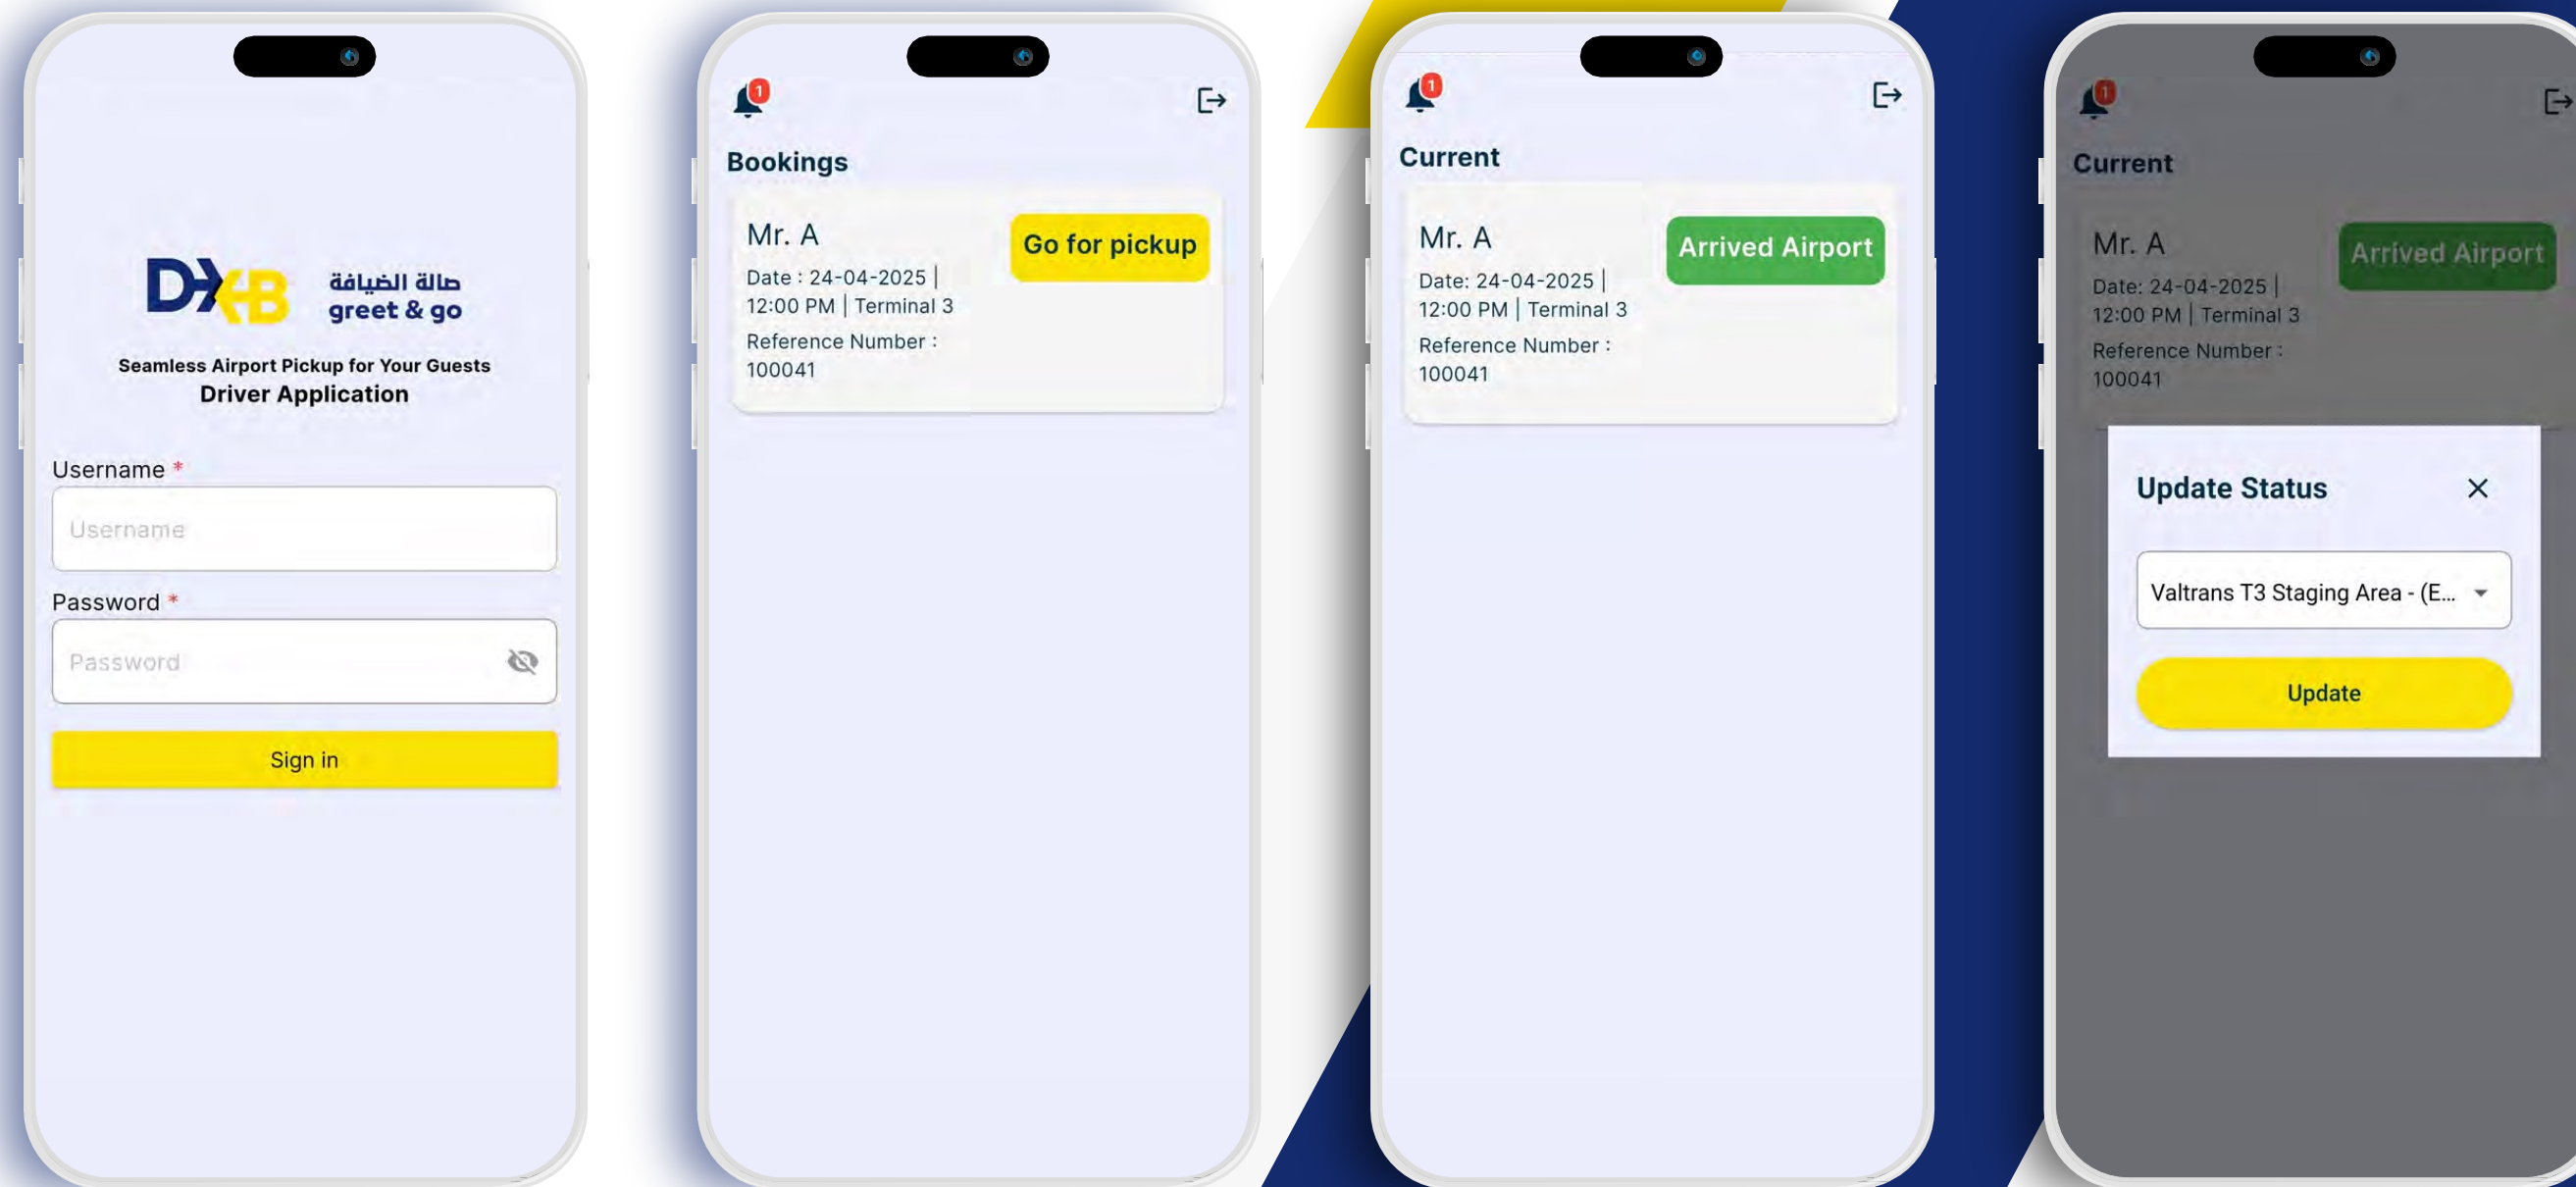 DXB
صالة الضيافة
greet & go
Seamless Airport Pickup for Your Guests
Driver Application
Username *
Username
Password *
Password
Sign in
1
Bookings
Mr. A
Go for pickup
Date : 24-04-2025 |
12:00 PM | Terminal 3
Reference Number :
100041
1
Current
Mr. A
Arrived Airport
Date: 24-04-2025 |
12:00 PM | Terminal 3
Reference Number :
100041
1
Current
Mr. A
Arrived Airport
Date: 24-04-2025 |
12:00 PM | Terminal 3
Reference Number :
100041
Update Status
Valtrans T3 Staging Area - (E...
Update